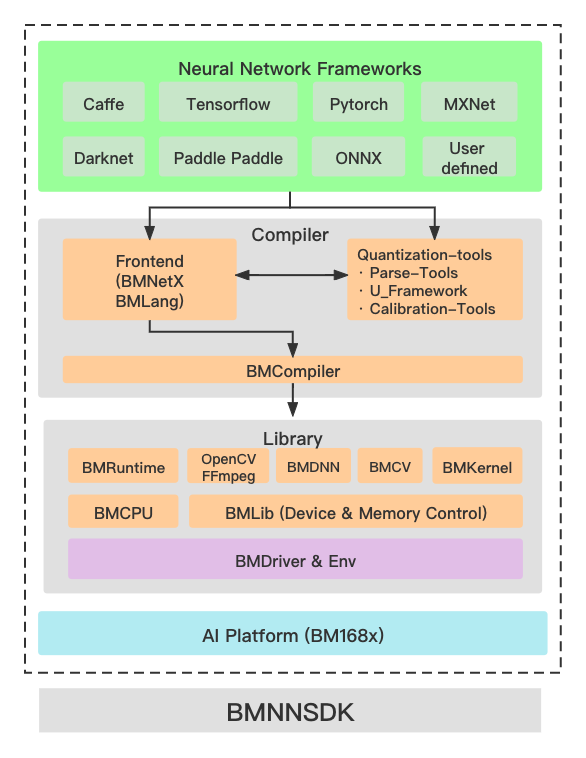 Neural Network Frameworks
Caffe
Tensorflow
Pytorch
MXNet
Darknet
Paddle Paddle
ONNX
User
defined
Compiler
Frontend
(BMNetX
BMLang)
Quantization-tools
· Parse-Tools
· U_Framework
· Calibration-Tools
BMCompiler
Library
BMRuntime
OpenCV
FFmpeg
BMDNN
BMCV
BMKernel
BMCPU
BMLib (Device & Memory Control)
BMDriver & Env
AI Platform (BM168x)
BMNNSDK